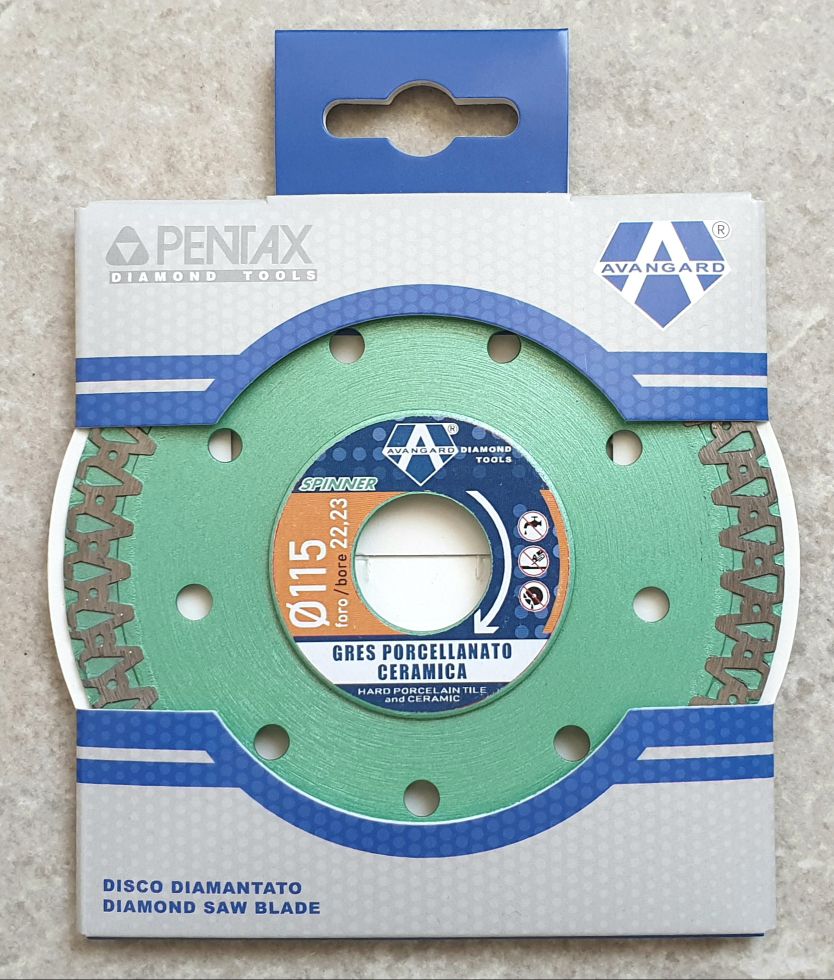 PENTAX
DIAMOND TOOLS
AVANGARD ®
AVANGARD ®
DIAMOND
TOOLS
SPINNER
Ø115
foro/bore 22,23
GRES PORCELLANATO
CERAMICA
HARD PORCELAIN TILE
and CERAMIC
DISCO DIAMANTATO
DIAMOND SAW BLADE